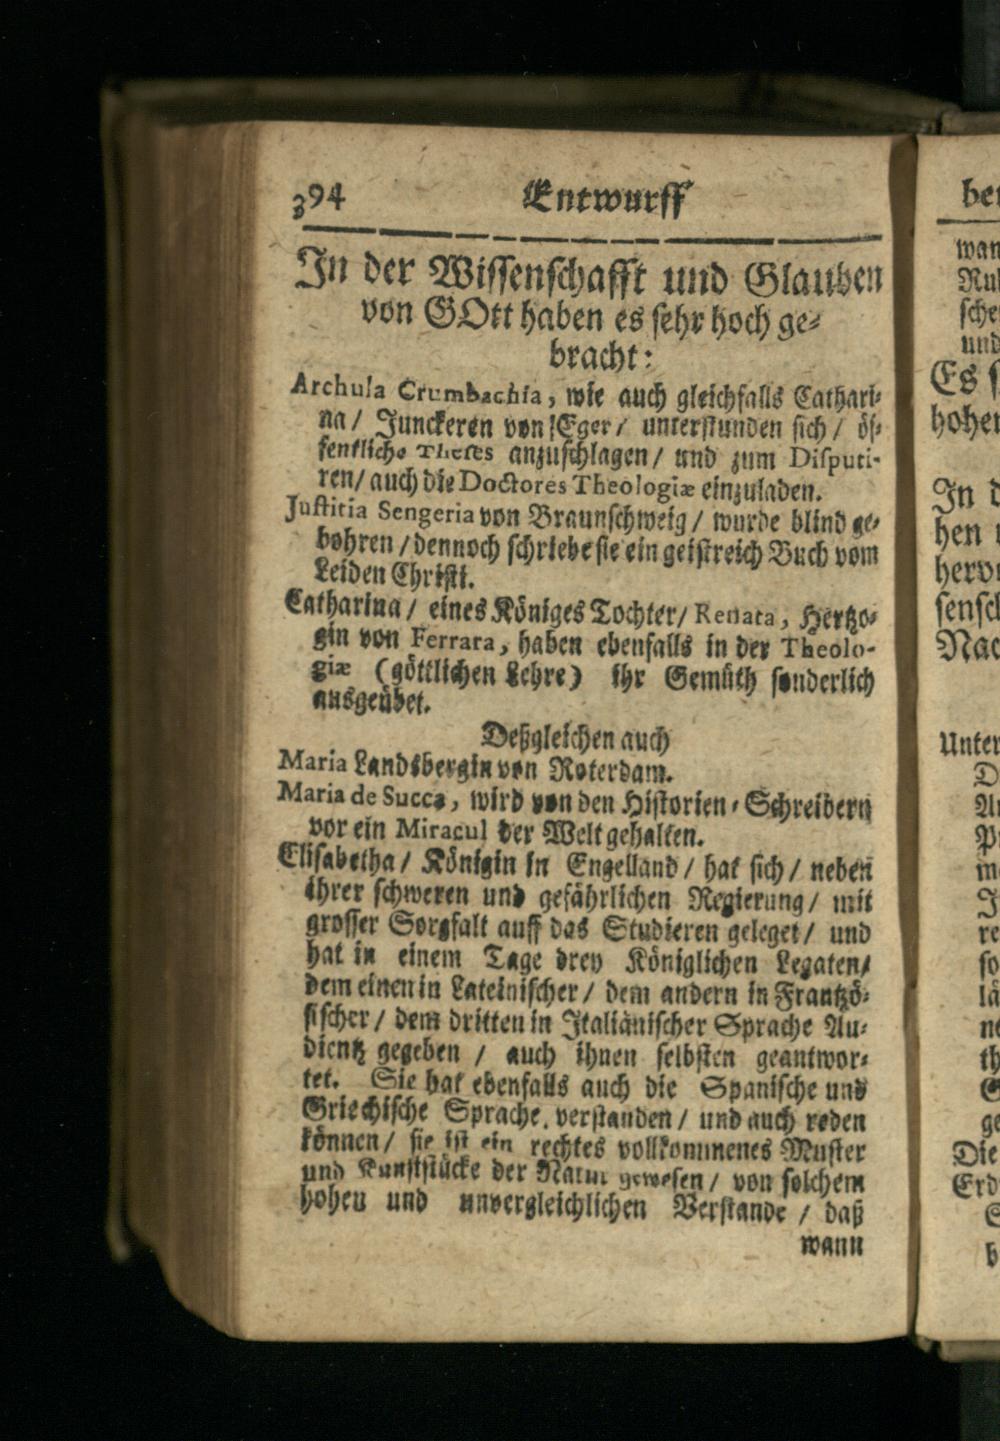 394 Entwurff
In der Wissenschafft und Glauben
von GOtt haben es sehr hoch ge-
bracht:
Archula Crumbachia, wie auch gleichfalls Cathari-
na/ Junckeren von Eger/ unterstunden sich/ öf-
fentliche Theses anzuschlagen/ und zum Disputi-
ren/ auch die Doctores Theologiæ einzuladen.
Justitia Sengeria von Braunschweig/ wurde blind ge-
bohren/ dennoch schriebe sie ein geistreich Buch vom
Leiden Christi.
Catharina/ eines Königes Tochter/ Renata, Hertzo-
gin von Ferrara, haben ebenfalls in der Theolo-
giæ (göttlichen Lehre) ihr Gemüth sonderlich
ausgeübet.
Deßgleichen auch
Maria Landsbergin von Roterdam.
Maria de Succa, wird von den Historien-Schreibern
vor ein Miracul der Welt gehalten.
Elisabetha/ Königin in Engelland/ hat sich/ neben
ihrer schweren und gefährlichen Regierung/ mit
grosser Sorgfalt auff das Studieren geleget/ und
hat in einem Tage drey Königlichen Legaten/
dem einen in Lateinischer/ dem andern in Frantzö-
sischer/ dem dritten in Italiänischer Sprache Au-
dientz gegeben/ auch ihnen selbsten geantwor-
tet. Sie hat ebenfalls auch die Spanische und
Griechische Sprache verstanden/ und auch reden
können/ sie ist ein rechtes vollkommenes Muster
und Kunststücke der Natur gewesen/ von solchem
hohen und unvergleichlichen Verstande/ daß
wann